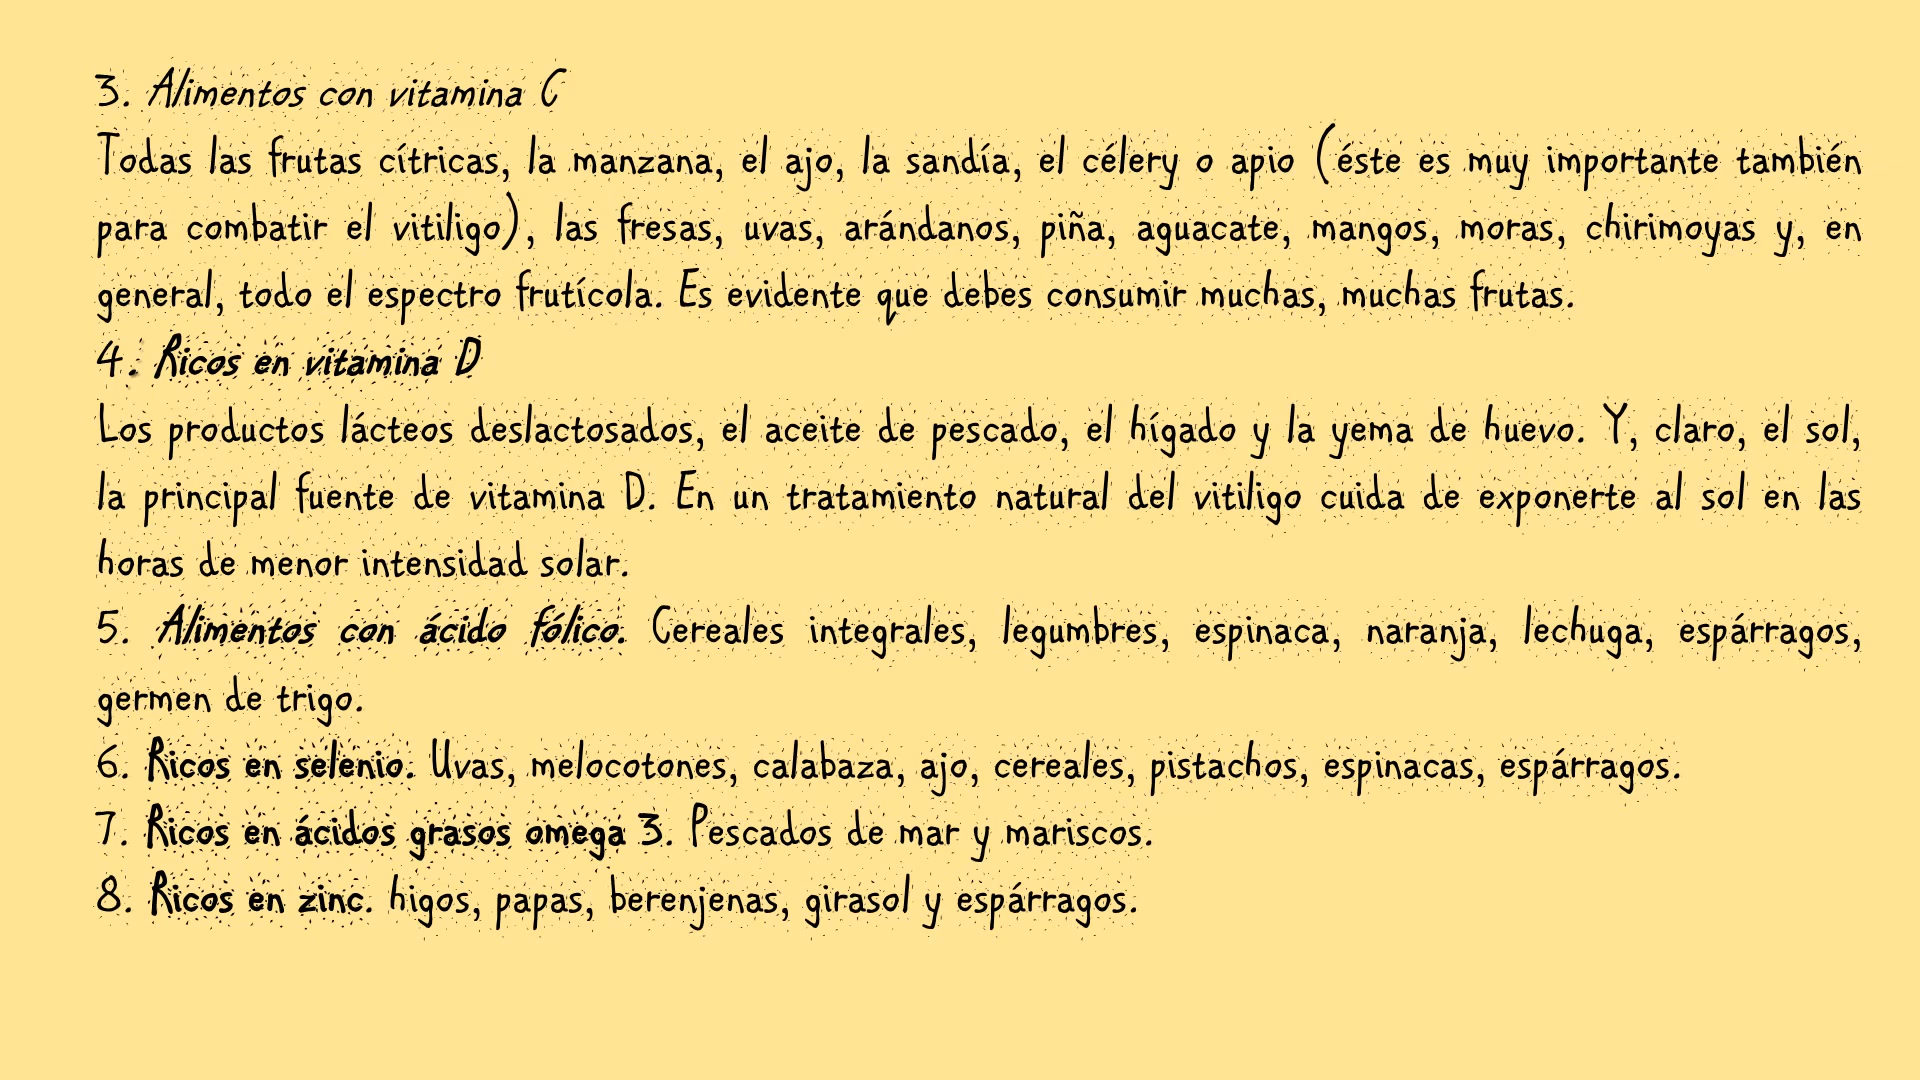 3. Alimentos con vitamina C
Todas las frutas cítricas, la manzana, el ajo, la sandía, el célery o apio (éste es muy importante también
para combatir el vitiligo), las fresas, uvas, arándanos, piña, aguacate, mangos, moras, chirimoyas y, en
general, todo el espectro frutícola. Es evidente que debes consumir muchas, muchas frutas.
4. Ricos en vitamina D
Los productos lácteos deslactosados, el aceite de pescado, el hígado y la yema de huevo. Y, claro, el sol,
la principal fuente de vitamina D. En un tratamiento natural del vitiligo cuida de exponerte al sol en las
horas de menor intensidad solar.
5. Alimentos con ácido fólico. Cereales integrales, legumbres, espinaca, naranja, lechuga, espárragos,
germen de trigo.
6. Ricos en selenio. Uvas, melocotones, calabaza, ajo, cereales, pistachos, espinacas, espárragos.
7. Ricos en ácidos grasos omega 3. Pescados de mar y mariscos.
8. Ricos en zinc. higos, papas, berenjenas, girasol y espárragos.